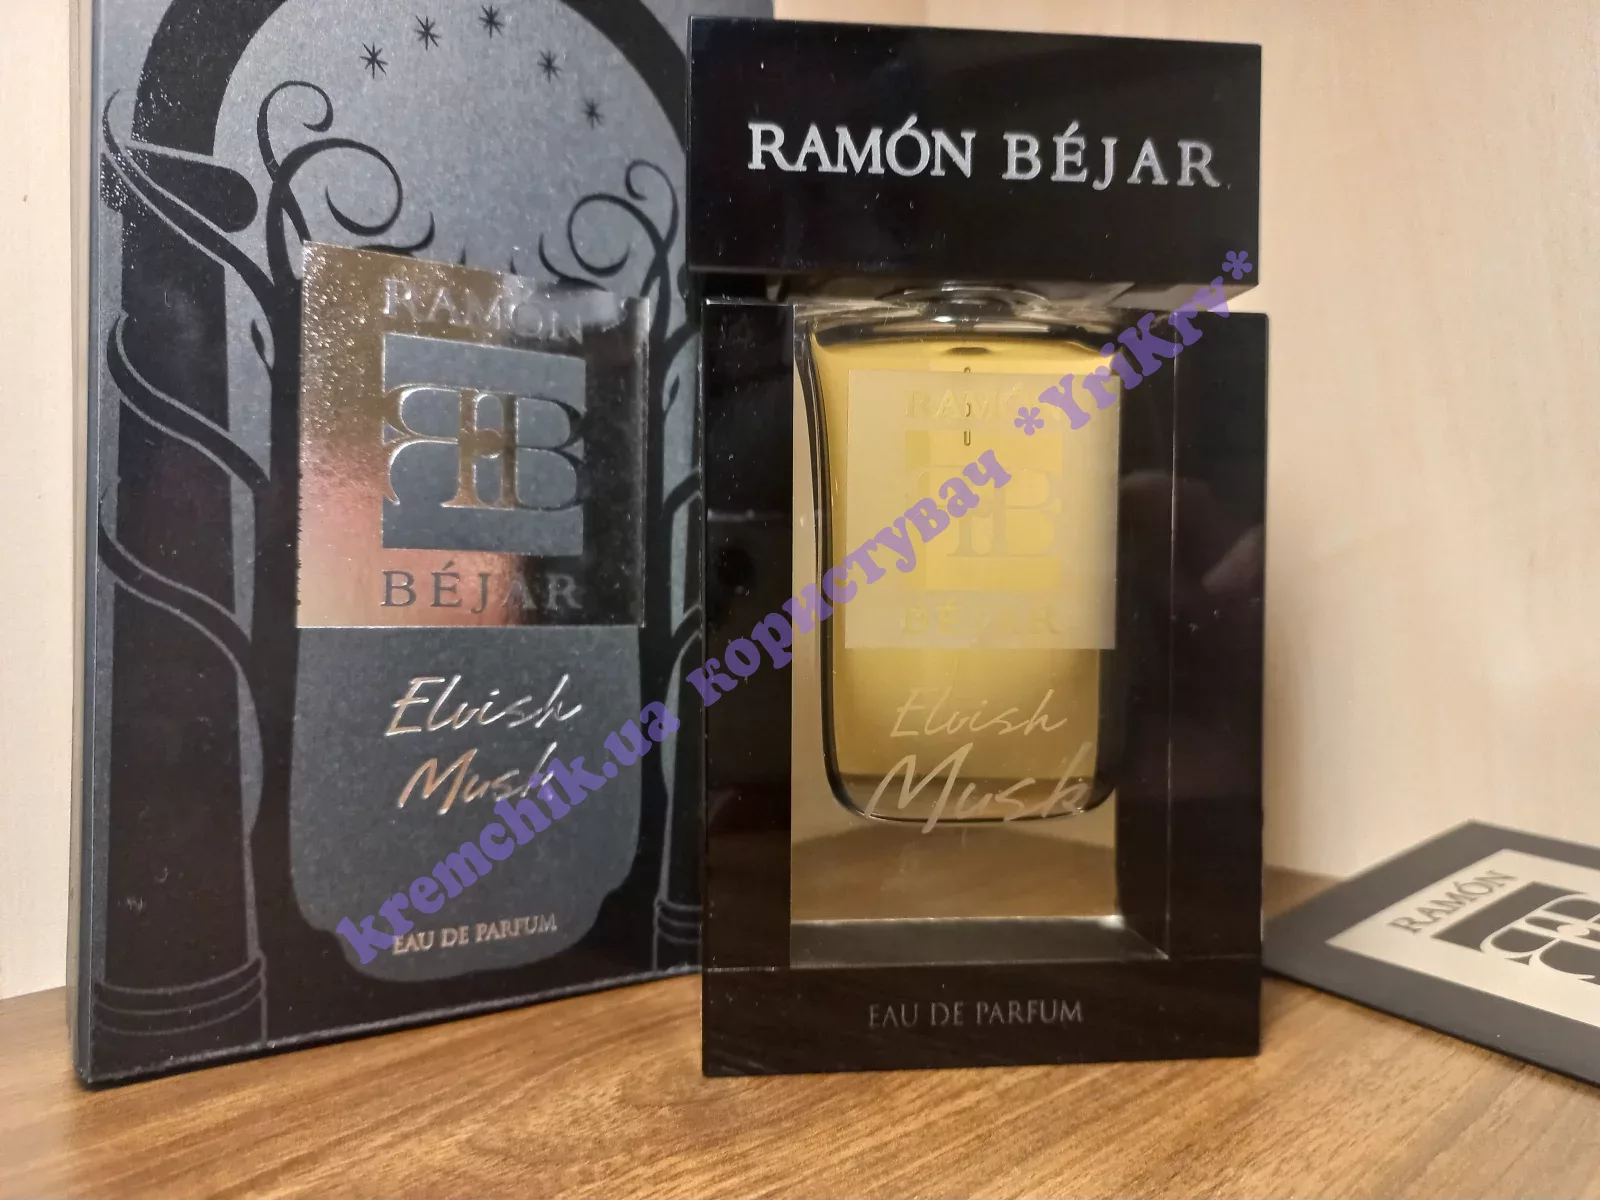 RAMÓN
BÉJAR
Elvish
Musk
EAU DE PARFUM
RAMÓN BÉJAR
RAMÓN
BÉJAR
Elvish
Musk
EAU DE PARFUM
RAMÓN
kremchik.ua користувач *YriKry*